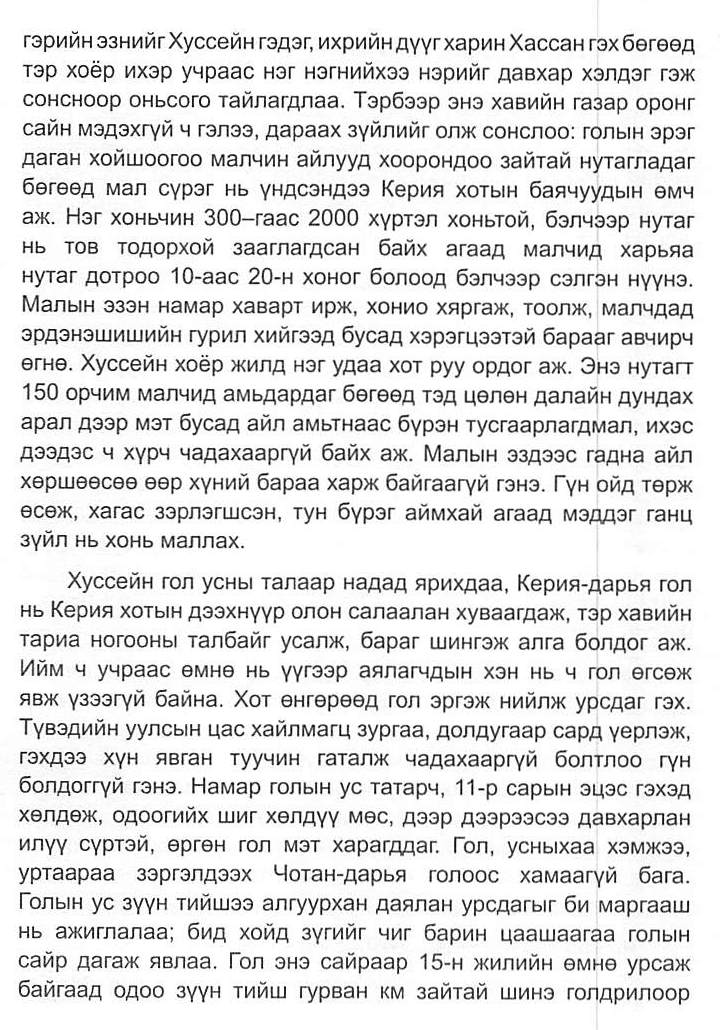 гэрийн эзнийг Хуссейн гэдэг, ихрийн дүүг харин Хассан гэх бөгөөд
тэр хоёр ихэр учраас нэг нэгнийхээ нэрийг давхар хэлдэг гэж
сонсноор оньсого тайлагдлаа. Тэрбээр энэ хавийн газар оронг
сайн мэдэхгүй ч гэлээ, дараах зүйлийг олж сонслоо: голын эрэг
даган хойшоогоо малчин айлууд хоорондоо зайтай нутагладаг
бөгөөд мал сүрэг нь үндсэндээ Керия хотын баячуудын өмч
аж. Нэг хоньчин 300–гаас 2000 хүртэл хоньтой, бэлчээр нутаг
нь тов тодорхой зааглагдсан байх агаад малчид харьяа
нутаг дотроо 10-аас 20-н хоног болоод бэлчээр сэлгэн нүүнэ.
Малын эзэн намар хаварт ирж, хонио хяргаж, тоолж, малчдад
эрдэнэшишийн гурил хийгээд бусад хэрэгцээтэй барааг авчирч
өгнө. Хуссейн хоёр жилд нэг удаа хот руу ордог аж. Энэ нутагт
150 орчим малчид амьдардаг бөгөөд тэд цөлөн далайн дундах
арал дээр мэт бусад айл амьтнаас бүрэн тусгаарлагдмал, ихэс
дээдэс ч хүрч чадахааргүй байх аж. Малын эздээс гадна айл
хөршөөсөө өөр хүний бараа харж байгаагүй гэнэ. Гүн ойд төрж
өсөж, хагас зэрлэгшсэн, тун бүрэг аймхай агаад мэддэг ганц
зүйл нь хонь маллах.
Хуссейн гол усны талаар надад ярихдаа, Керия-дарья гол
нь Керия хотын дээхнүүр олон салаалан хуваагдаж, тэр хавийн
тариа ногооны талбайг усалж, бараг шингэж алга болдог аж.
Ийм ч учраас өмнө нь үүгээр аялагчдын хэн нь ч гол өгсөж
явж үзээгүй байна. Хот өнгөрөөд гол эргэж нийлж урсдаг гэх.
Түвэдийн уулсын цас хайлмагц зургаа, долдугаар сард үерлэж,
гэхдээ хүн явган туучин гаталж чадахааргүй болтлоо гүн
болдоггүй гэнэ. Намар голын ус татарч, 11-р сарын эцэс гэхэд
хөлдөж, одоогийх шиг хөлдүү мөс, дээр дээрээсээ давхарлан
илүү сүртэй, өргөн гол мэт харагддаг. Гол, усныхаа хэмжээ,
уртаараа зэргэлдээх Чотан-дарья голоос хамаагүй бага.
Голын ус зүүн тийшээ алгуурхан даялан урсдагыг би маргааш
нь ажиглалаа; бид хойд зүгийг чиг барин цаашаагаа голын
сайр дагаж явлаа. Гол энэ сайраар 15-н жилийн өмнө урсаж
байгаад одоо зүүн тийш гурван км зайтай шинэ голдрилоор